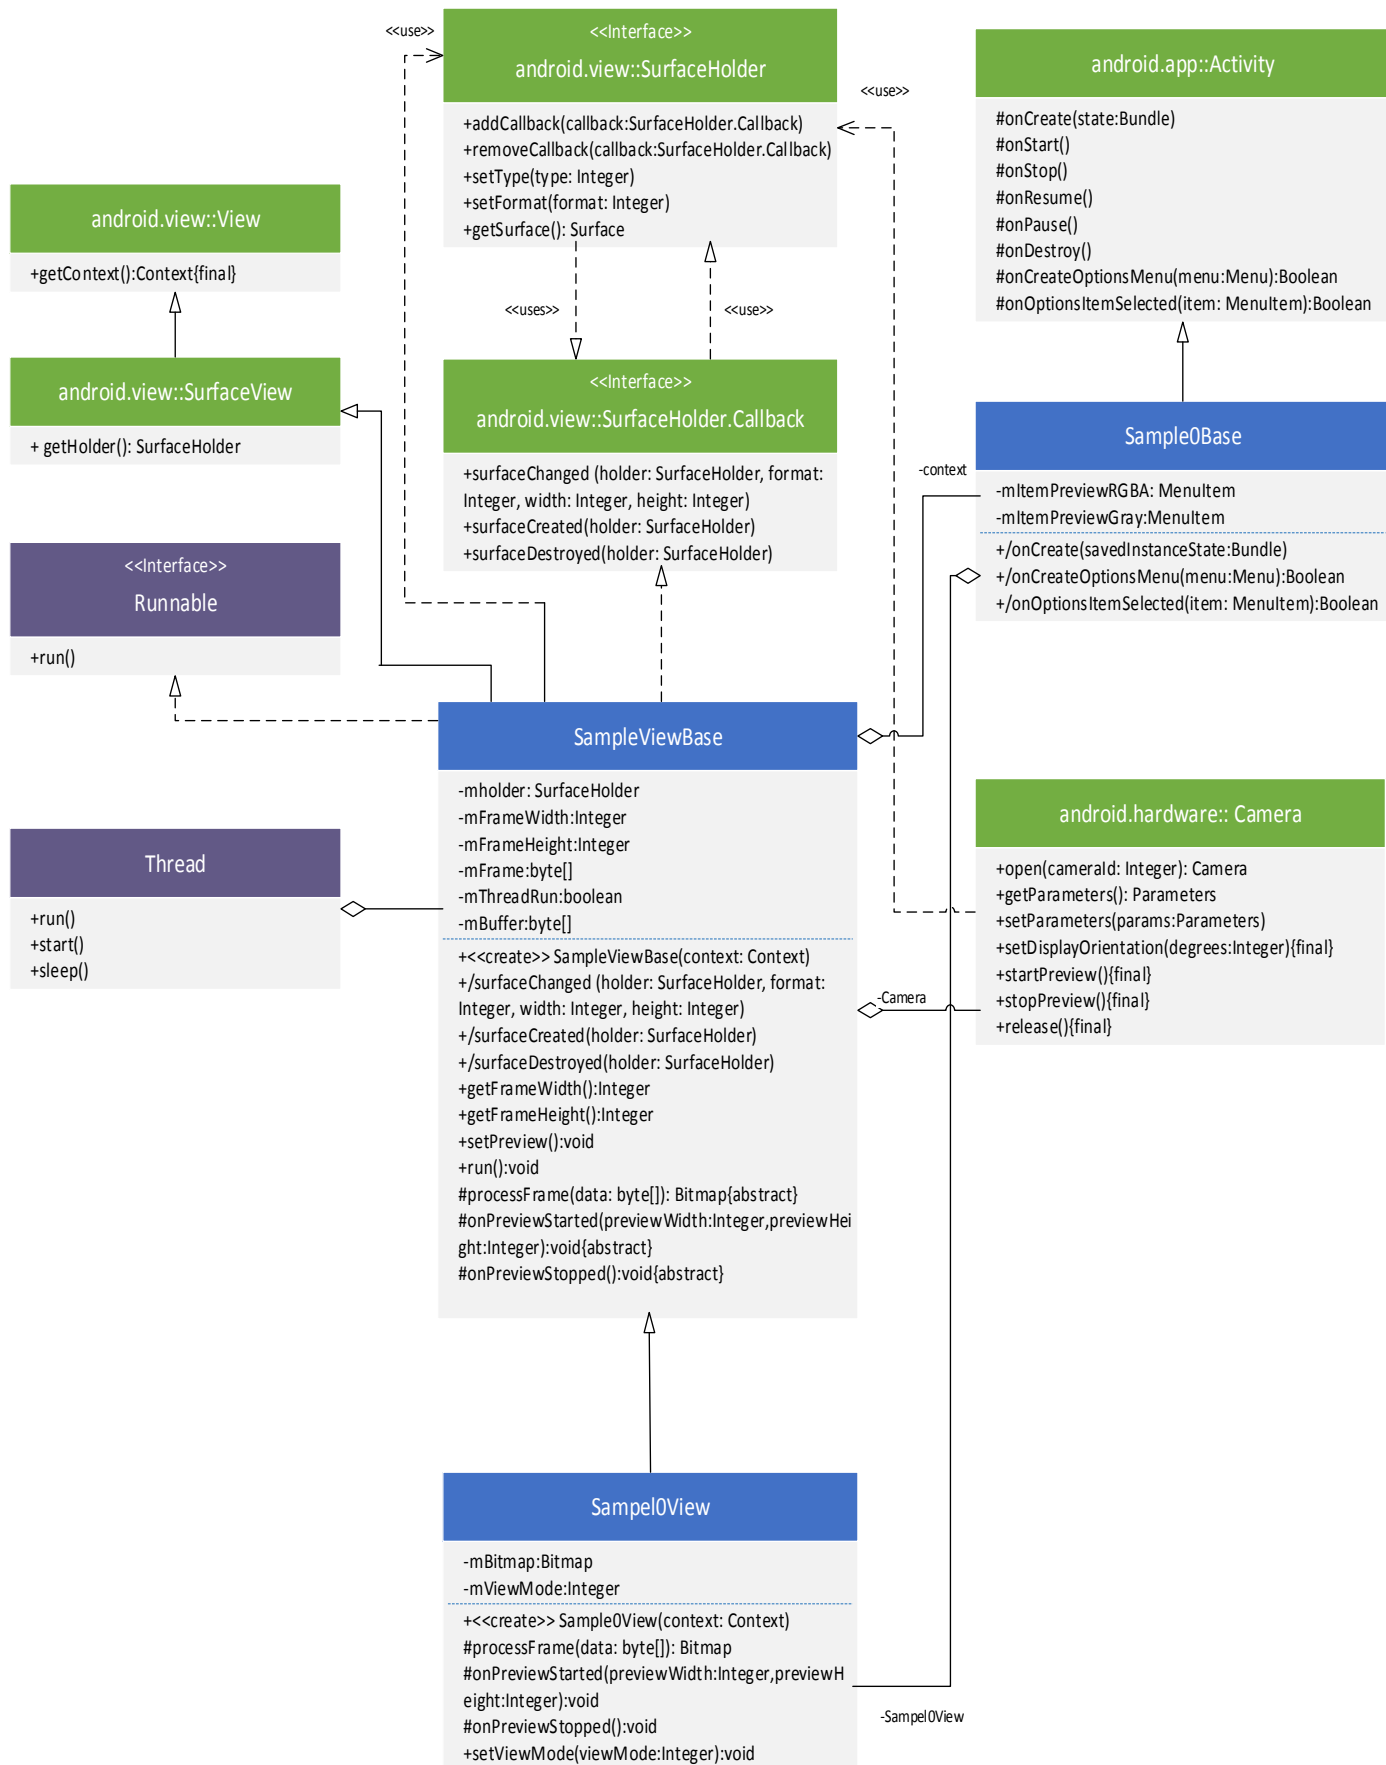 <<use>>
<<Interface>>
android.view::SurfaceHolder
+addCallback(callback:SurfaceHolder.Callback)
+removeCallback(callback:SurfaceHolder.Callback)
+setType(type: Integer)
+setFormat(format: Integer)
+getSurface(): Surface
<<use>>
android.app::Activity
#onCreate(state:Bundle)
#onStart()
#onStop()
#onResume()
#onPause()
#onDestroy()
#onCreateOptionsMenu(menu:Menu):Boolean
#onOptionsItemSelected(item: MenuItem):Boolean
android.view::View
+getContext():Context{final}
<<uses>>
<<use>>
android.view::SurfaceView
+ getHolder(): SurfaceHolder
<<Interface>>
android.view::SurfaceHolder.Callback
+surfaceChanged (holder: SurfaceHolder, format:
Integer, width: Integer, height: Integer)
+surfaceCreated(holder: SurfaceHolder)
+surfaceDestroyed(holder: SurfaceHolder)
-context
Sample0Base
-mItemPreviewRGBA: MenuItem
-mItemPreviewGray:MenuItem
+/onCreate(savedInstanceState:Bundle)
+/onCreateOptionsMenu(menu:Menu):Boolean
+/onOptionsItemSelected(item: MenuItem):Boolean
<<Interface>>
Runnable
+run()
SampleViewBase
-mholder: SurfaceHolder
-mFrameWidth:Integer
-mFrameHeight:Integer
-mFrame:byte[]
-mThreadRun:boolean
-mBuffer:byte[]
+<<create>> SampleViewBase(context: Context)
+/surfaceChanged (holder: SurfaceHolder, format:
Integer, width: Integer, height: Integer)
+/surfaceCreated(holder: SurfaceHolder)
+/surfaceDestroyed(holder: SurfaceHolder)
+getFrameWidth():Integer
+getFrameHeight():Integer
+setPreview():void
+run():void
#processFrame(data: byte[]): Bitmap{abstract}
#onPreviewStarted(previewWidth:Integer,previewHei
ght:Integer):void{abstract}
#onPreviewStopped():void{abstract}
Thread
+run()
+start()
+sleep()
android.hardware:: Camera
+open(cameraId: Integer): Camera
+getParameters(): Parameters
+setParameters(params:Parameters)
+setDisplayOrientation(degrees:Integer){final}
+startPreview(){final}
+stopPreview(){final}
+release(){final}
-Camera
Sampel0View
-mBitmap:Bitmap
-mViewMode:Integer
+<<create>> Sample0View(context: Context)
#processFrame(data: byte[]): Bitmap
#onPreviewStarted(previewWidth:Integer,previewH
eight:Integer):void
#onPreviewStopped():void
+setViewMode(viewMode:Integer):void
-Sampel0View